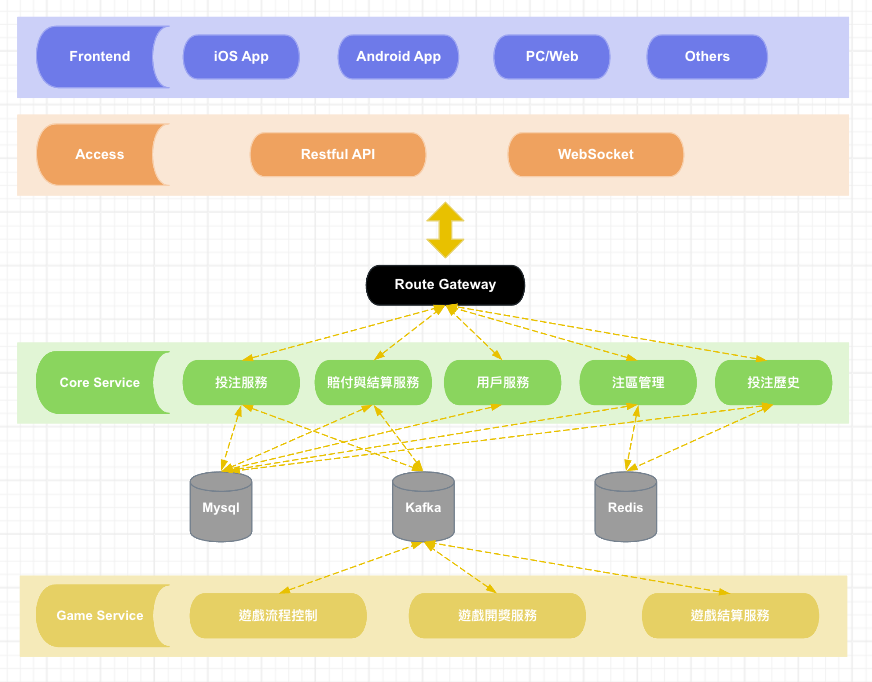 Frontend
iOS App
Android App
PC/Web
Others
Access
Restful API
WebSocket
Route Gateway
Core Service
投注服務
賠付與結算服務
用戶服務
注區管理
投注歷史
Mysql
Kafka
Redis
Game Service
遊戲流程控制
遊戲開獎服務
遊戲結算服務